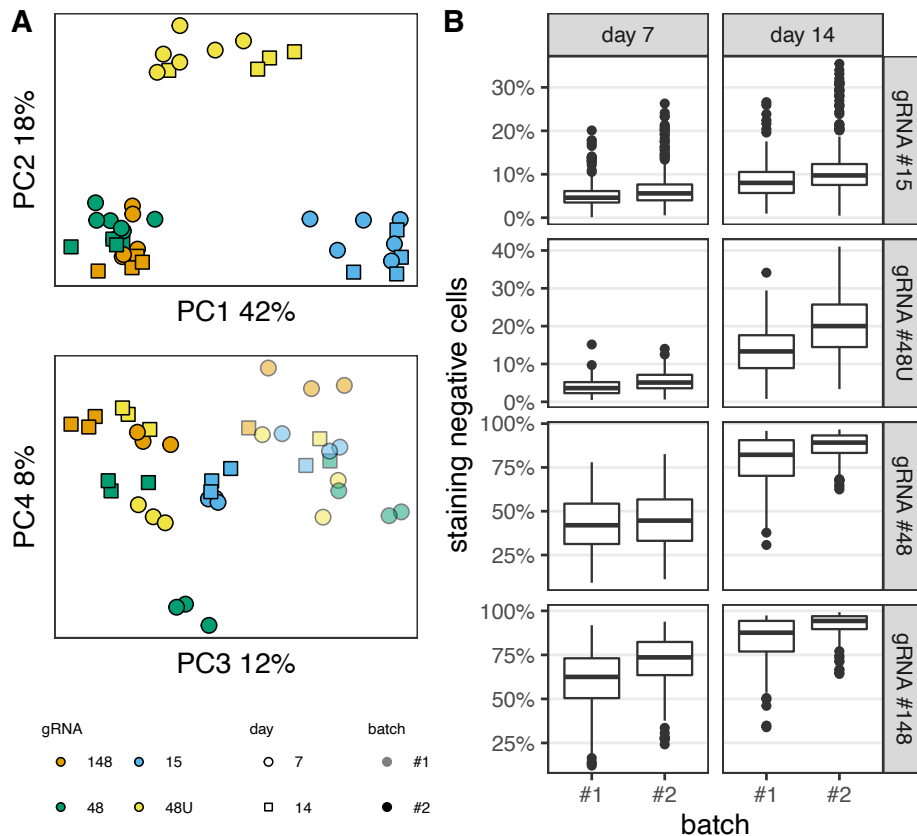 A
PC2 18%
PC1 42%
PC4 8%
PC3 12%
gRNA
148
15
48
48U
day
7
14
batch
#1
#2
B
day 7
day 14
staining negative cells
30%
20%
10%
0%
gRNA #15
40%
30%
20%
10%
0%
gRNA #48U
100%
75%
50%
25%
gRNA #48
100%
75%
50%
25%
gRNA #148
#1 #2 #1 #2
batch